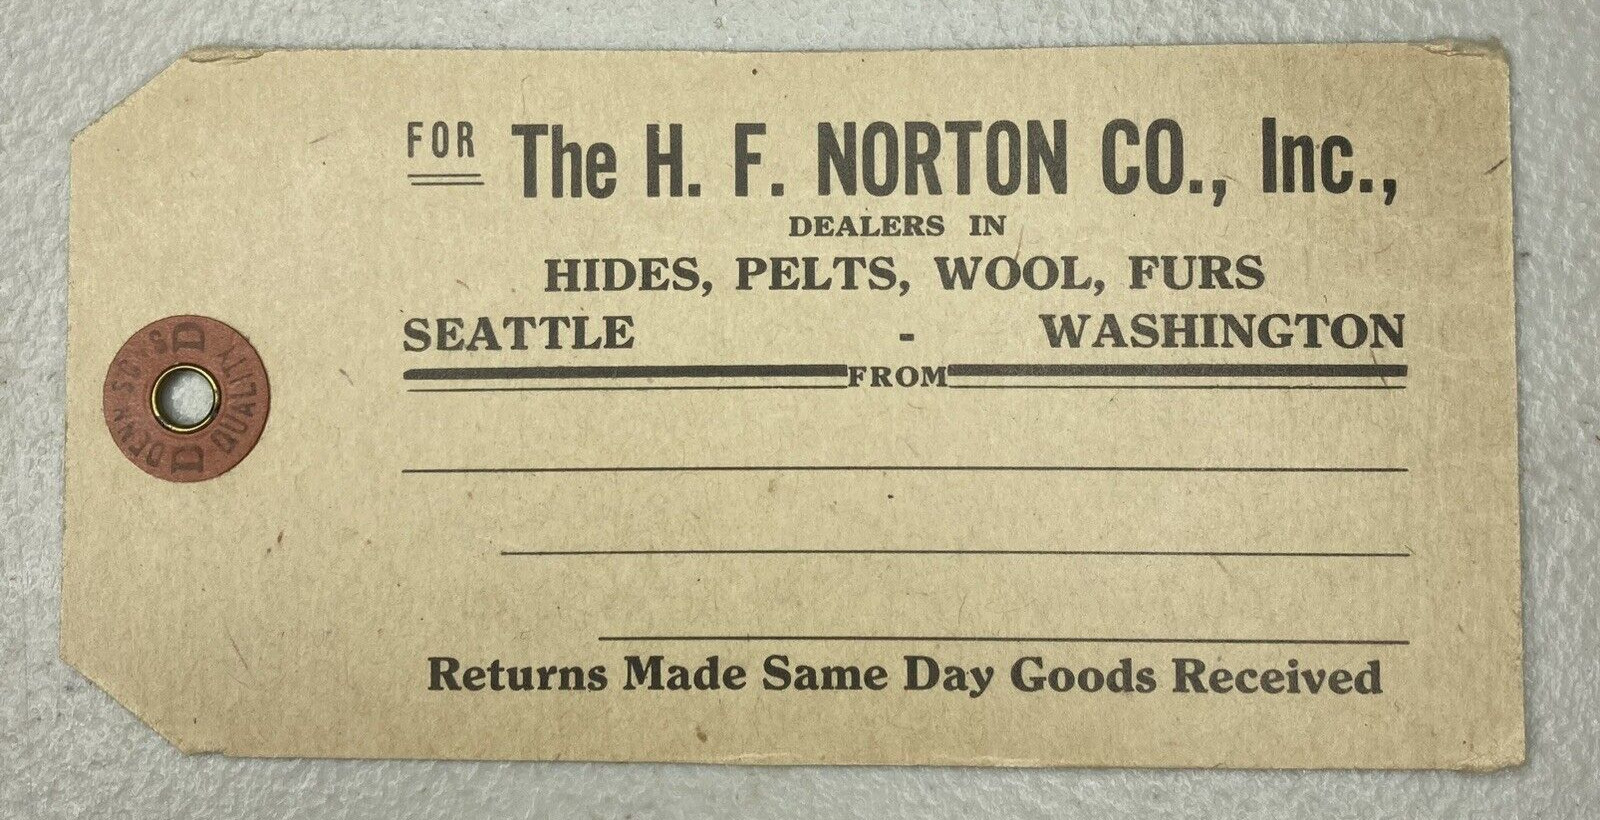 FOR The H. F. NORTON CO., Inc.,
DEALERS IN
HIDES, PELTS, WOOL, FURS
SEATTLE - WASHINGTON
FROM
Returns Made Same Day Goods Received
D QUALITY D